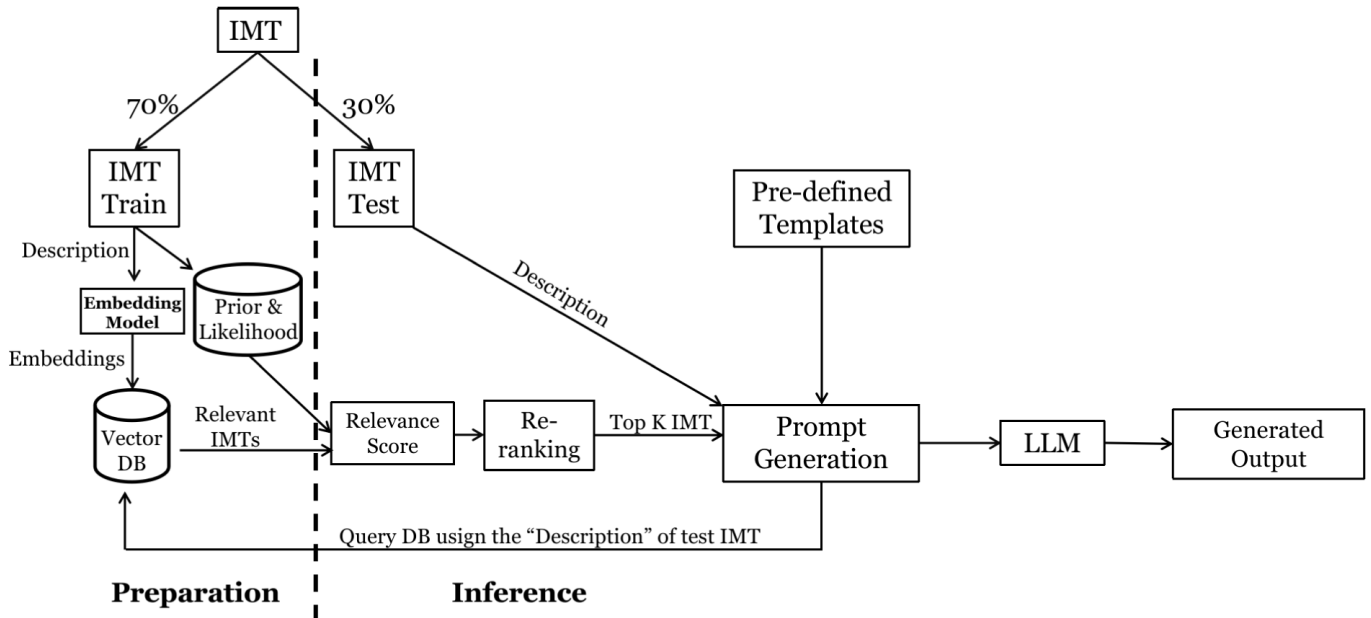 IMT
70%
30%
IMT
Train
IMT
Test
Pre-defined
Templates
Description
Description
Embedding
Model
Prior &
Likelihood
Embeddings
Vector
DB
Relevant
IMTs
Relevance
Score
Re-
ranking
Top K IMT
Prompt
Generation
LLM
Generated
Output
Query DB usign the “Description” of test IMT
Preparation
Inference